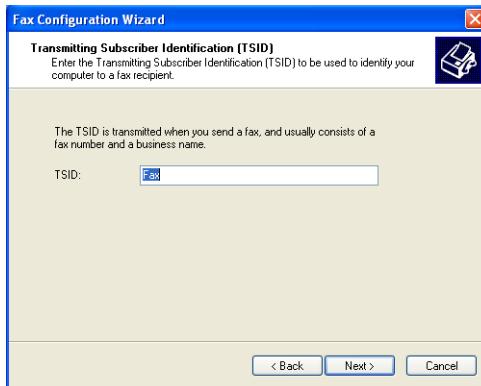 Fax Configuration Wizard
Transmitting Subscriber Identification (TSID)
Enter the Transmitting Subscriber Identification (TSID) to be used to identify your
computer to a fax recipient.
The TSID is transmitted when you send a fax, and usually consists of a
fax number and a business name.
TSID:
Fax
< Back
Next >
Cancel